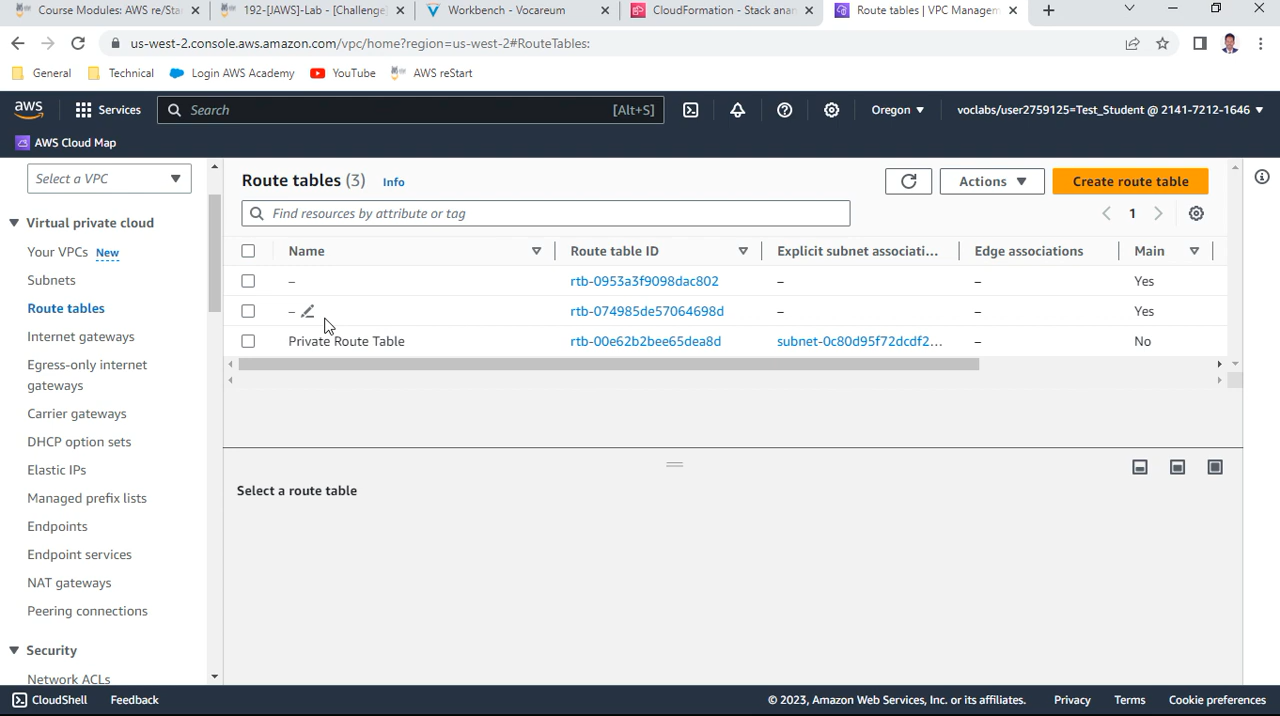 Course Modules: AWS re/Sta
192-[JAWS]-Lab - [Challenge]
Workbench - Vocareum
CloudFormation - Stack anan
Route tables | VPC Managemen
us-west-2.console.aws.amazon.com/vpc/home?region=us-west-2#RouteTables:
General
Technical
Login AWS Academy
YouTube
AWS reStart
aws
Services
Search
[Alt+S]
Oregon
voclabs/user2759125=Test_Student @ 2141-7212-1646
AWS Cloud Map
Select a VPC
Virtual private cloud
Your VPCs New
Subnets
Route tables
Internet gateways
Egress-only internet
gateways
Carrier gateways
DHCP option sets
Elastic IPs
Managed prefix lists
Endpoints
Endpoint services
NAT gateways
Peering connections
Security
Network ACLs
Route tables (3) Info
Actions
Create route table
Find resources by attribute or tag
1
Name Route table ID Explicit subnet associati... Edge associations Main
– rtb-0953a3f9098dac802 – – Yes
– rtb-074985de57064698d – – Yes
Private Route Table rtb-00e62b2bee65dea8d subnet-0c80d95f72dcdf2... – No
Select a route table
CloudShell
Feedback
© 2023, Amazon Web Services, Inc. or its affiliates.
Privacy
Terms
Cookie preferences